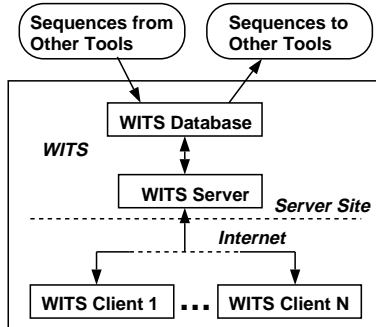 Sequences from
Other Tools
Sequences to
Other Tools
WITS Database
WITS
WITS Server
Server Site
Internet
WITS Client 1
...
WITS Client N